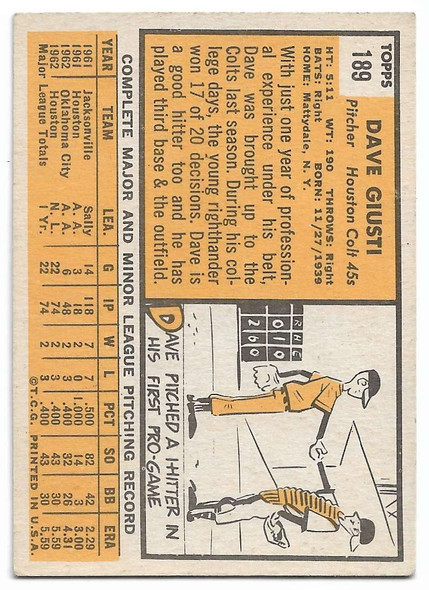 TOPPS
189
DAVE GIUSTI
Pitcher Houston Colt 45s
HT: 5:11 WT: 190 THROWS: Right
BATS: Right BORN: 11/27/1939
HOME: Mattydale, N. Y.
With just one year of profession-
al experience under his belt,
Dave was brought up to the
Colts last season. During his col-
lege days, the young righthander
won 17 of 20 decisions. Dave is
a good hitter too and he has
played third base & the outfield.
R H E
0 1 0
2 6 0
DAVE PITCHED A 1-HITTER IN
HIS FIRST PRO-GAME
COMPLETE MAJOR AND MINOR LEAGUE PITCHING RECORD
YEAR TEAM LEA. G IP W L PCT SO BB ERA
1961 Jacksonville Sally 14 118 7 7 .500 82 42 2.29
1961 Houston A. A. 3 18 2 0 1.000 14 3 3.00
1962 Oklahoma City A. A. 6 48 2 3 .400 36 26 4.31
1962 Houston N. L. 22 74 2 3 .400 43 30 5.59
Major League Totals 1 Yr. 22 74 2 3 .400 43 30 5.59
©T.C.G. PRINTED IN U.S.A.